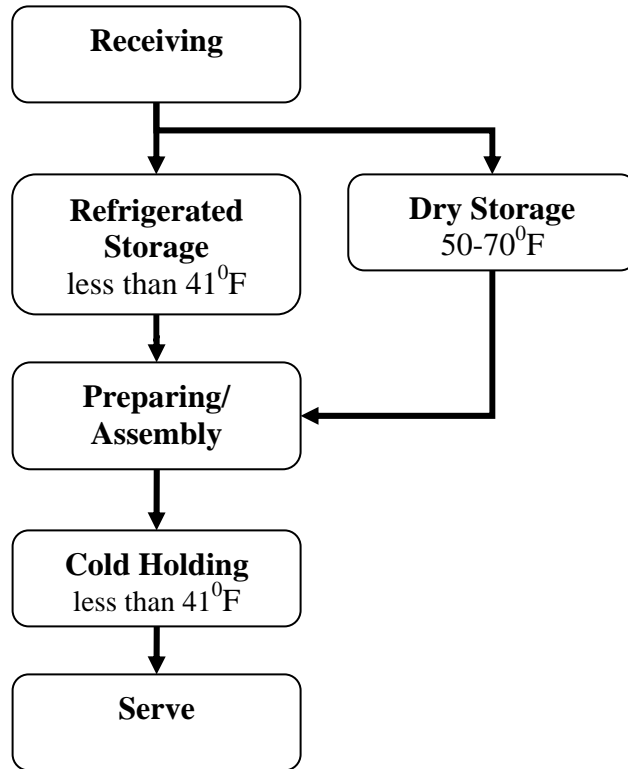 Receiving
Refrigerated
Storage
less than 41⁰F
Dry Storage
50-70⁰F
Preparing/
Assembly
Cold Holding
less than 41⁰F
Serve